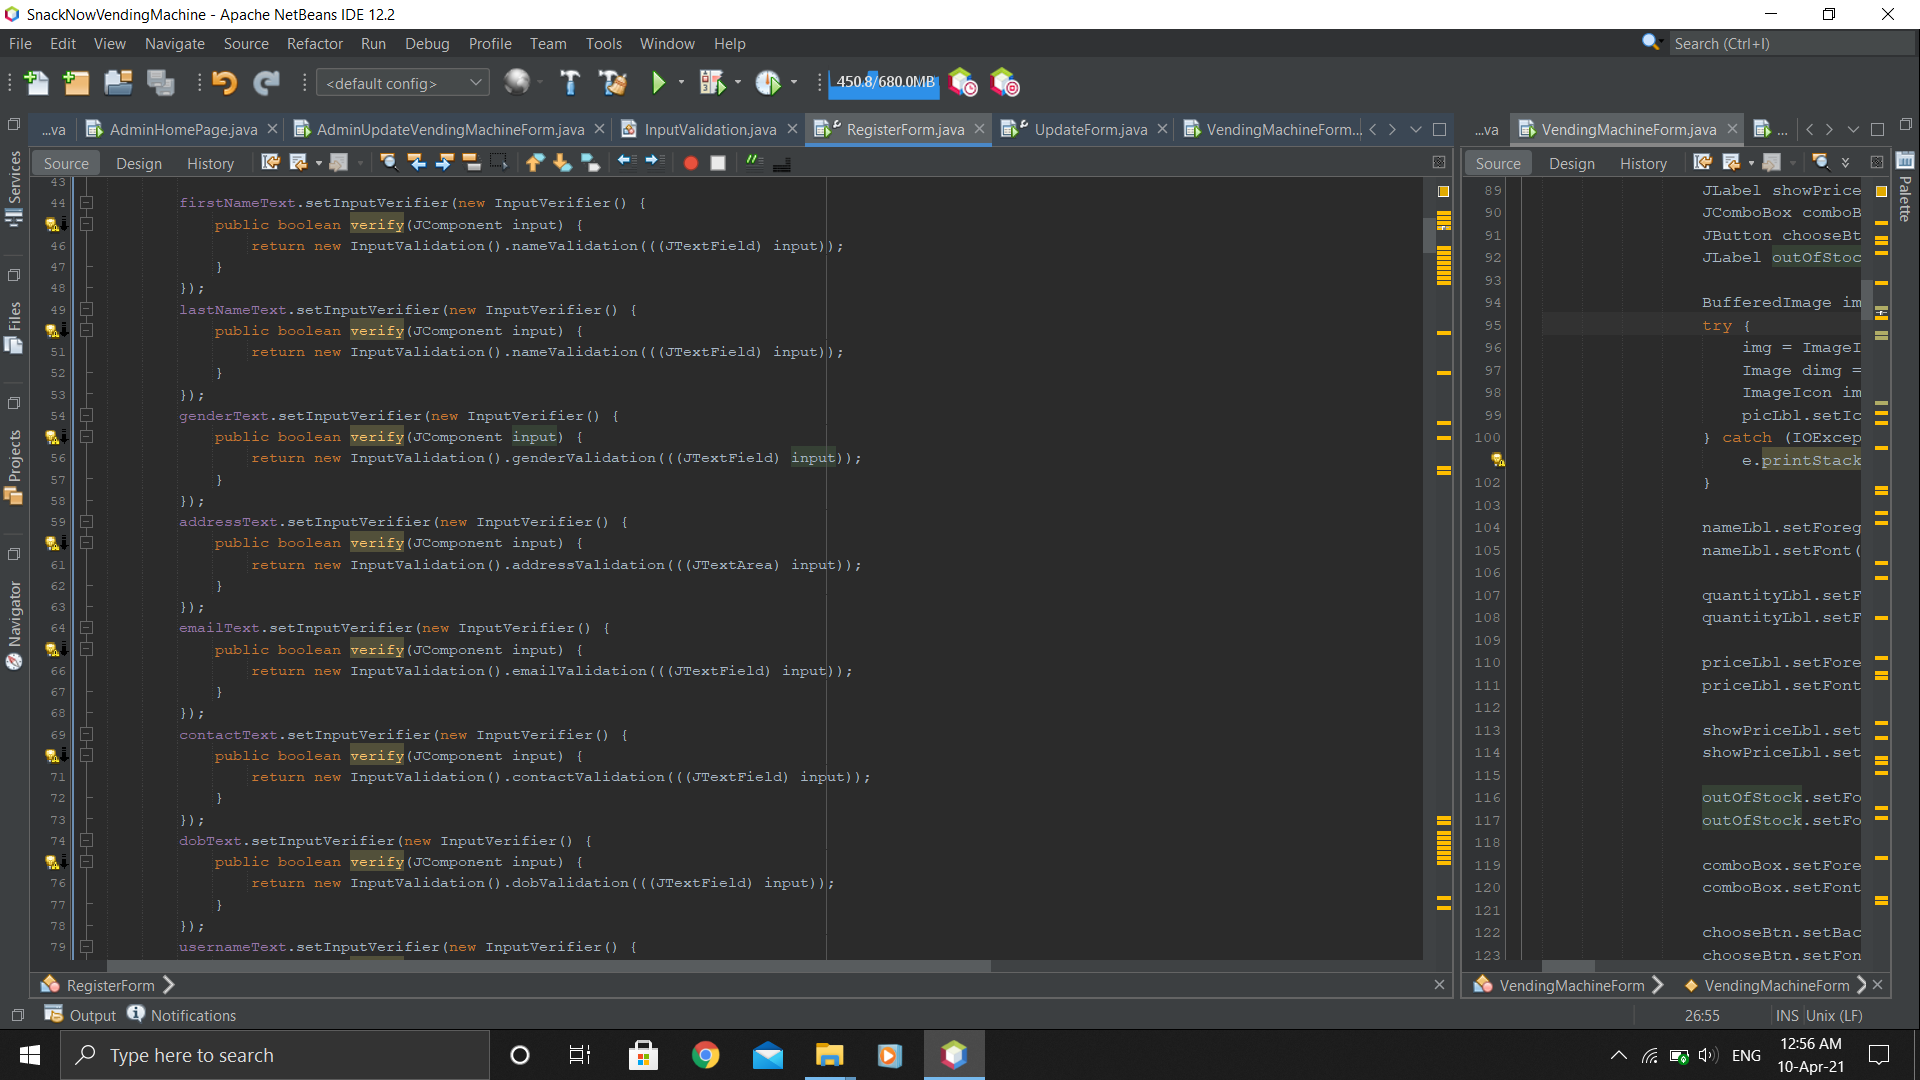 SnackNowVendingMachine - Apache NetBeans IDE 12.2
File Edit View Navigate Source Refactor Run Debug Profile Team Tools Window Help
Search (Ctrl+I)
<default config>
450.8/680.0MB
...va AdminHomePage.java AdminUpdateVendingMachineForm.java InputValidation.java RegisterForm.java UpdateForm.java VendingMachineForm...
Source Design History
Services
Files
Projects
Navigator
43
44 firstNameText.setInputVerifier(new InputVerifier() {
public boolean verify(JComponent input) {
46 return new InputValidation().nameValidation(((JTextField) input));
47 }
48 });
49 lastNameText.setInputVerifier(new InputVerifier() {
public boolean verify(JComponent input) {
51 return new InputValidation().nameValidation(((JTextField) input));
52 }
53 });
54 genderText.setInputVerifier(new InputVerifier() {
public boolean verify(JComponent input) {
56 return new InputValidation().genderValidation(((JTextField) input));
57 }
58 });
59 addressText.setInputVerifier(new InputVerifier() {
public boolean verify(JComponent input) {
61 return new InputValidation().addressValidation(((JTextArea) input));
62 }
63 });
64 emailText.setInputVerifier(new InputVerifier() {
public boolean verify(JComponent input) {
66 return new InputValidation().emailValidation(((JTextField) input));
67 }
68 });
69 contactText.setInputVerifier(new InputVerifier() {
public boolean verify(JComponent input) {
71 return new InputValidation().contactValidation(((JTextField) input));
72 }
73 });
74 dobText.setInputVerifier(new InputVerifier() {
public boolean verify(JComponent input) {
76 return new InputValidation().dobValidation(((JTextField) input));
77 }
78 });
79 usernameText.setInputVerifier(new InputVerifier() {
RegisterForm
...va VendingMachineForm.java ...
Source Design History
Palette
89 JLabel showPrice
90 JComboBox comboB
91 JButton chooseBt
92 JLabel outOfStoc
93
94 BufferedImage im
95 try {
96 img = ImageI
97 Image dimg =
98 ImageIcon im
99 picLbl.setIc
100 } catch (IOExcep
e.printStack
102 }
103
104 nameLbl.setForeg
105 nameLbl.setFont(
106
107 quantityLbl.setF
108 quantityLbl.setF
109
110 priceLbl.setFore
111 priceLbl.setFont
112
113 showPriceLbl.set
114 showPriceLbl.set
115
116 outOfStock.setFo
117 outOfStock.setFo
118
119 comboBox.setFore
120 comboBox.setFont
121
122 chooseBtn.setBac
123 chooseBtn.setFon
VendingMachineForm VendingMachineForm
Output Notifications
26:55 INS Unix (LF)
Type here to search
ENG
12:56 AM
10-Apr-21